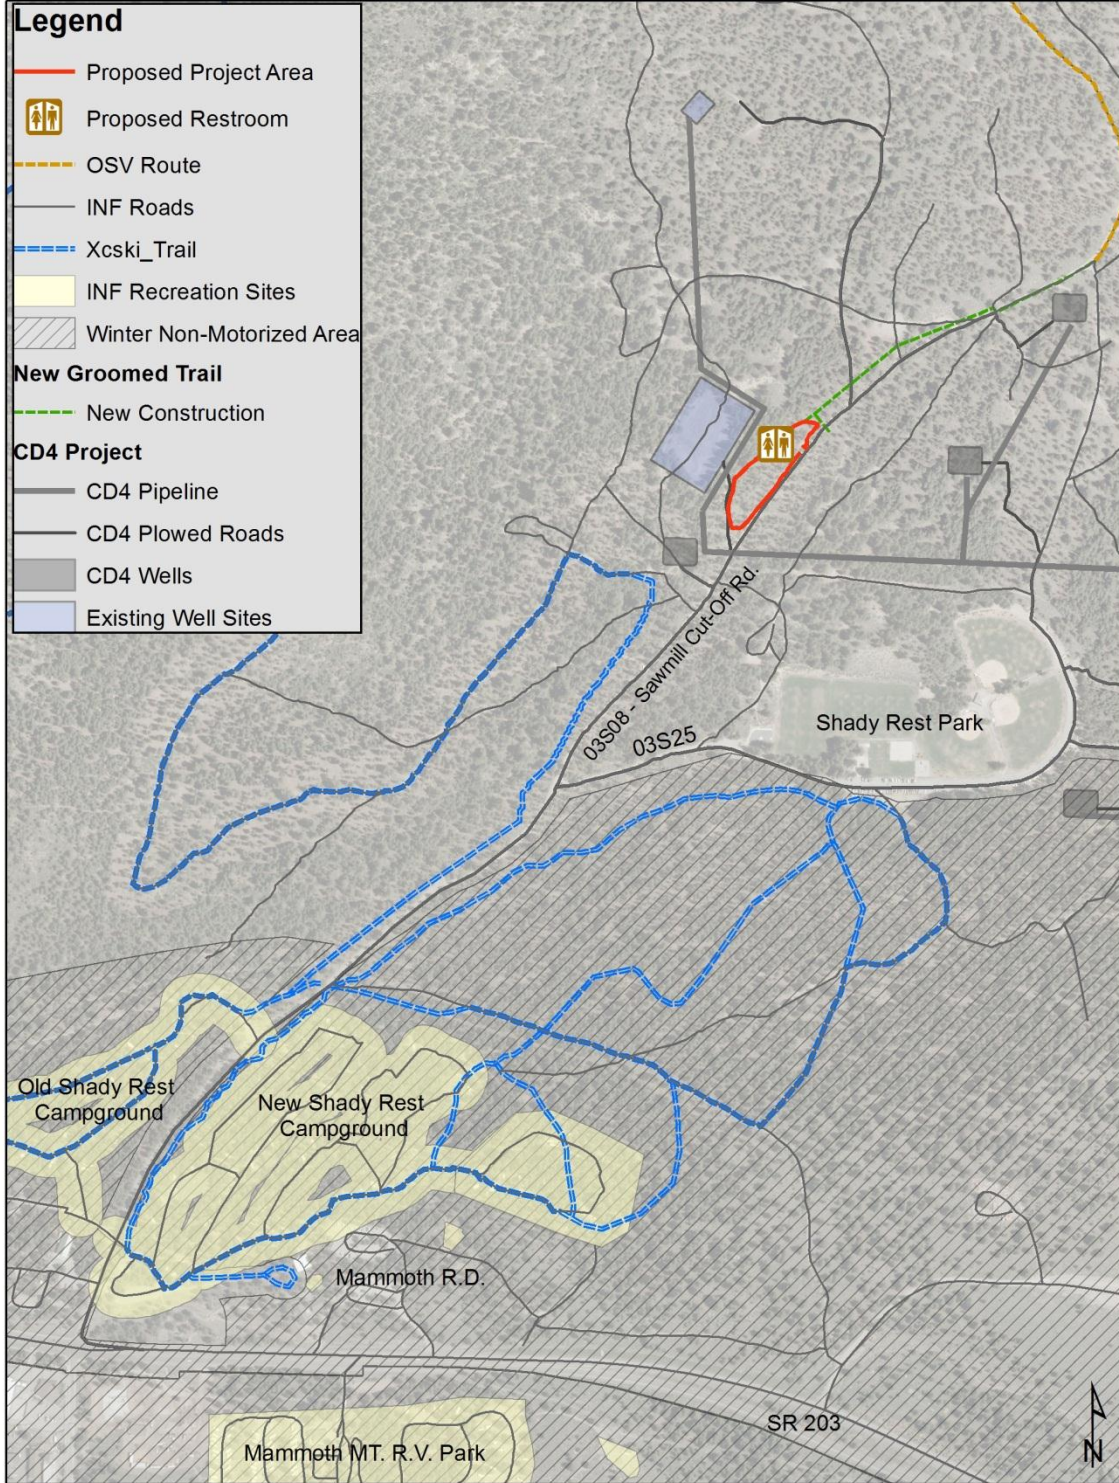 Legend
Proposed Project Area
Proposed Restroom
OSV Route
INF Roads
Xcski_Trail
INF Recreation Sites
Winter Non-Motorized Area
New Groomed Trail
New Construction
CD4 Project
CD4 Pipeline
CD4 Plowed Roads
CD4 Wells
Existing Well Sites
03S08 - Sawmill Cut-Off Rd.
03S25
Shady Rest Park
Old Shady Rest
Campground
New Shady Rest
Campground
Mammoth R.D.
SR 203
Mammoth MT. R.V. Park
N